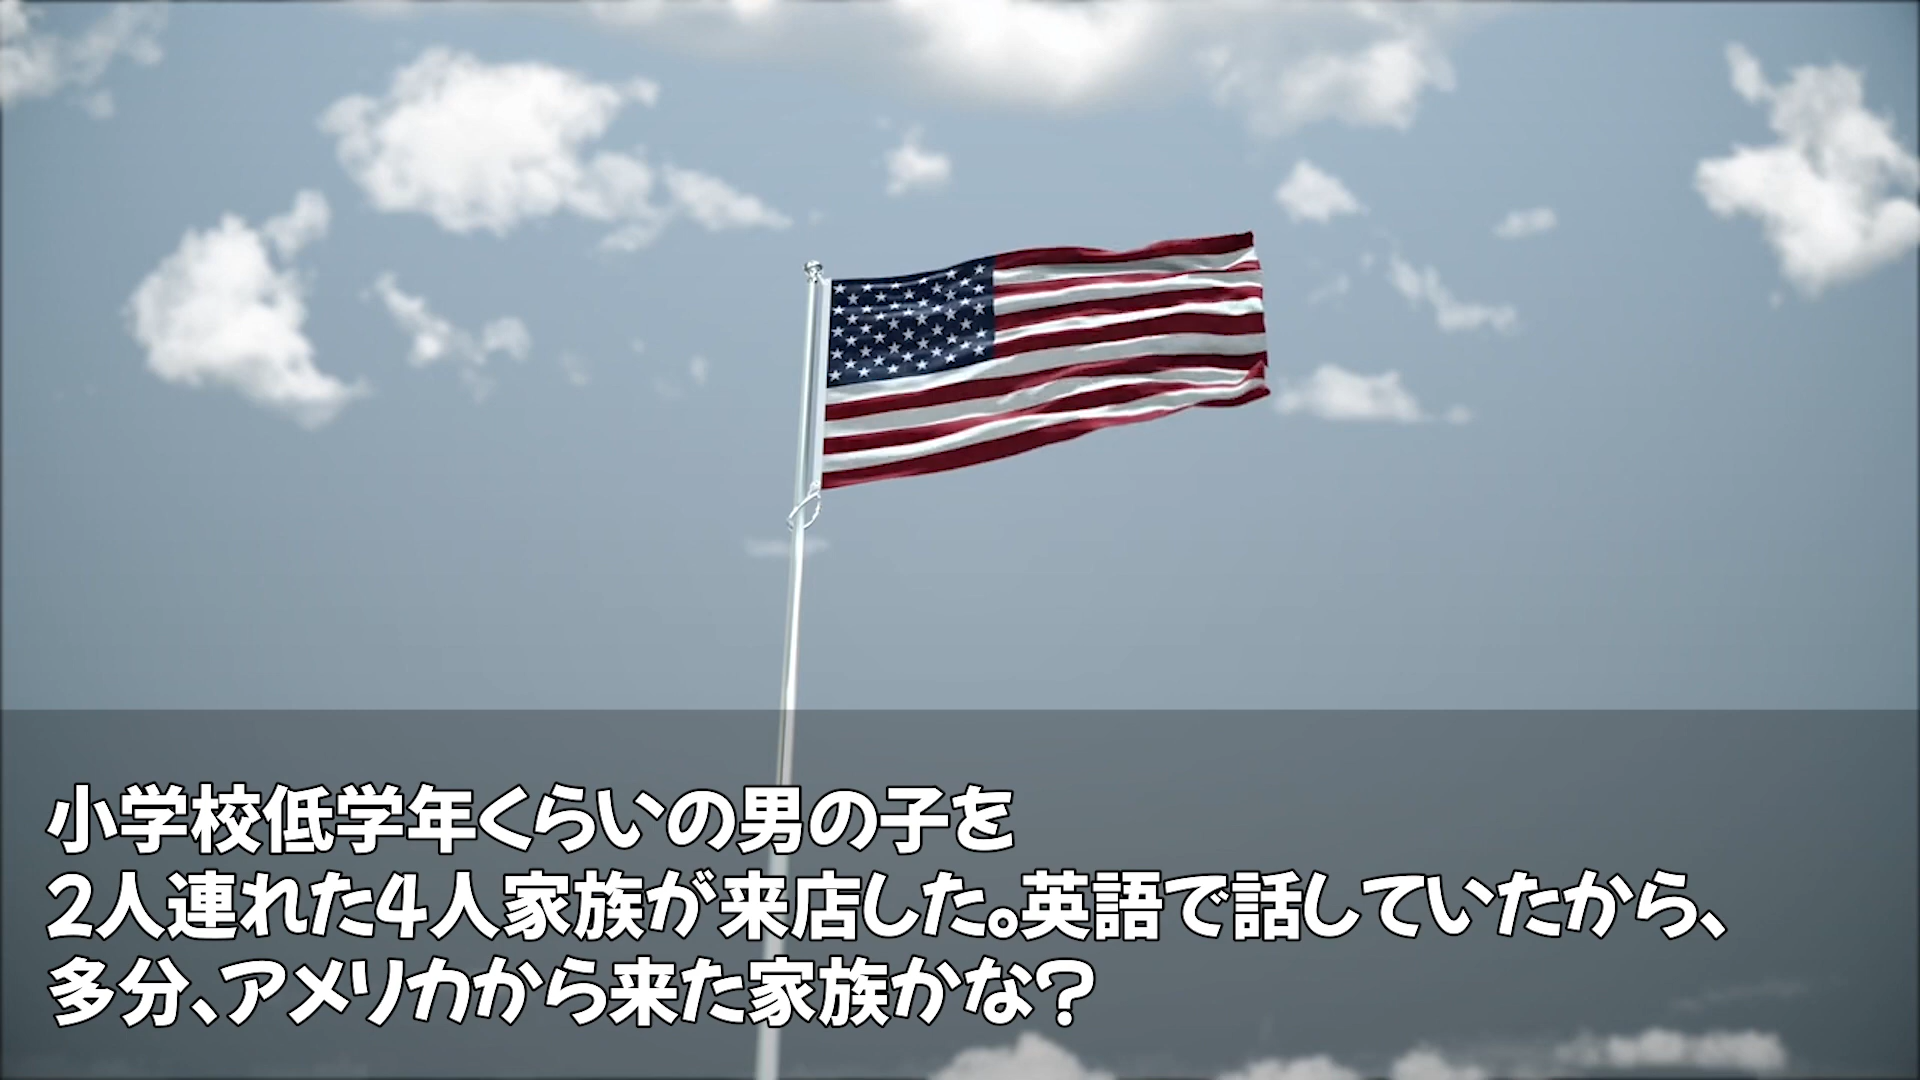 小学校低学年くらいの男の子を
2人連れた4人家族が来店した。英語で話していたから、
多分、アメリカから来た家族かな？